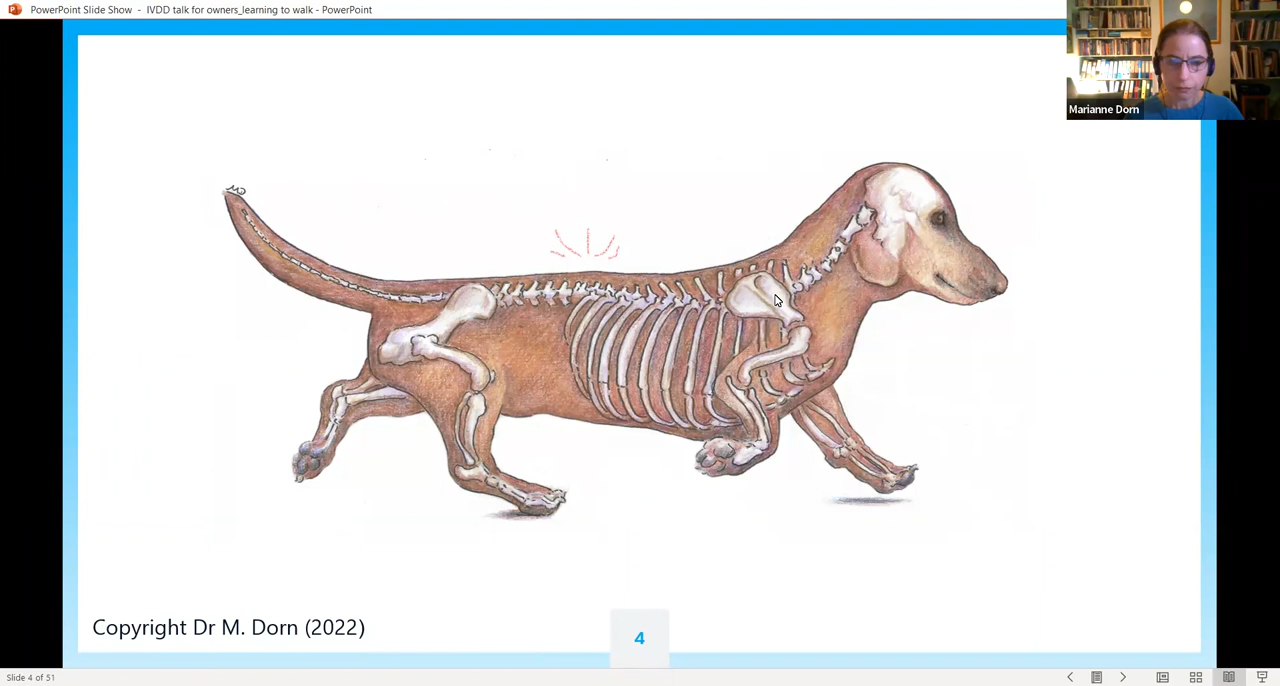 PowerPoint Slide Show - IVDD talk for owners_learning to walk - PowerPoint
Marianne Dorn
Copyright Dr M. Dorn (2022)
4
Slide 4 of 51